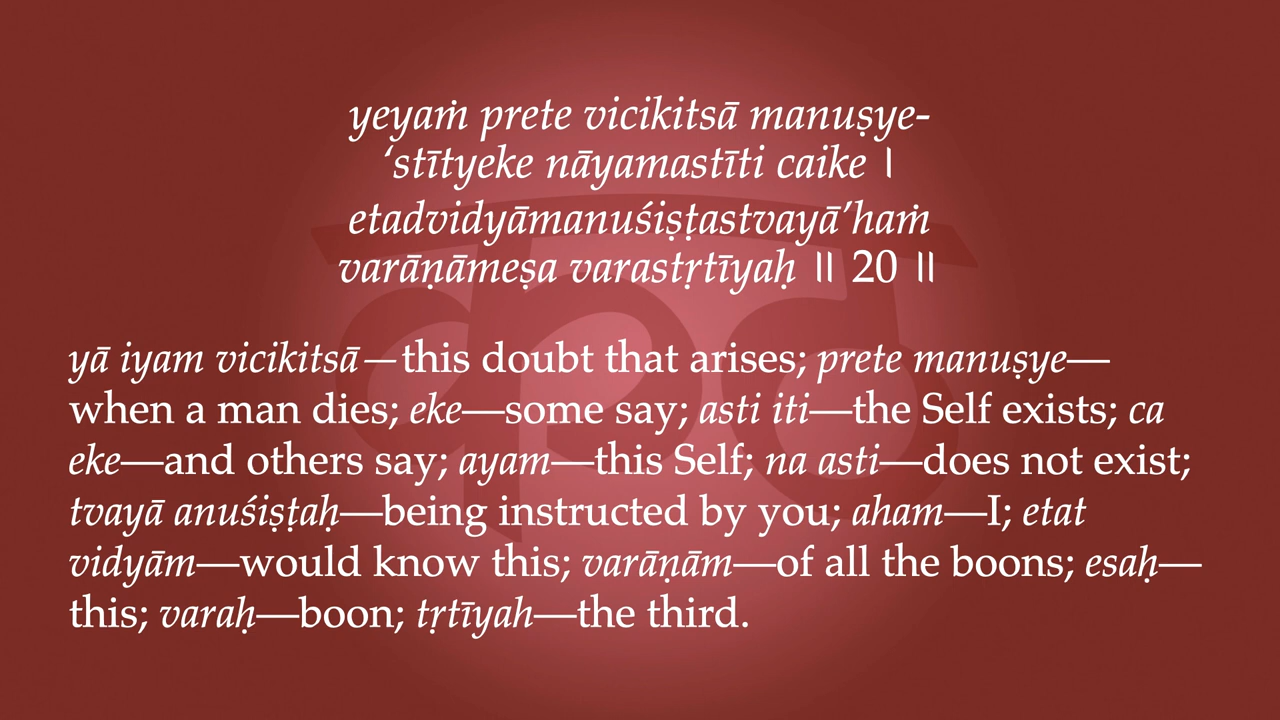 yeyaṁ prete vicikitsā manuṣye-
‘stītyeke nāyamastīti caike ।
etadvidyāmanuśiṣṭastvayā’haṁ
varāṇāmeṣa varastṛtīyaḥ ॥ 20 ॥
yā iyam vicikitsā—this doubt that arises; prete manuṣye—
when a man dies; eke—some say; asti iti—the Self exists; ca
eke—and others say; ayam—this Self; na asti—does not exist;
tvayā anuśiṣṭaḥ—being instructed by you; aham—I; etat
vidyām—would know this; varāṇām—of all the boons; esaḥ—
this; varaḥ—boon; tṛtīyah—the third.